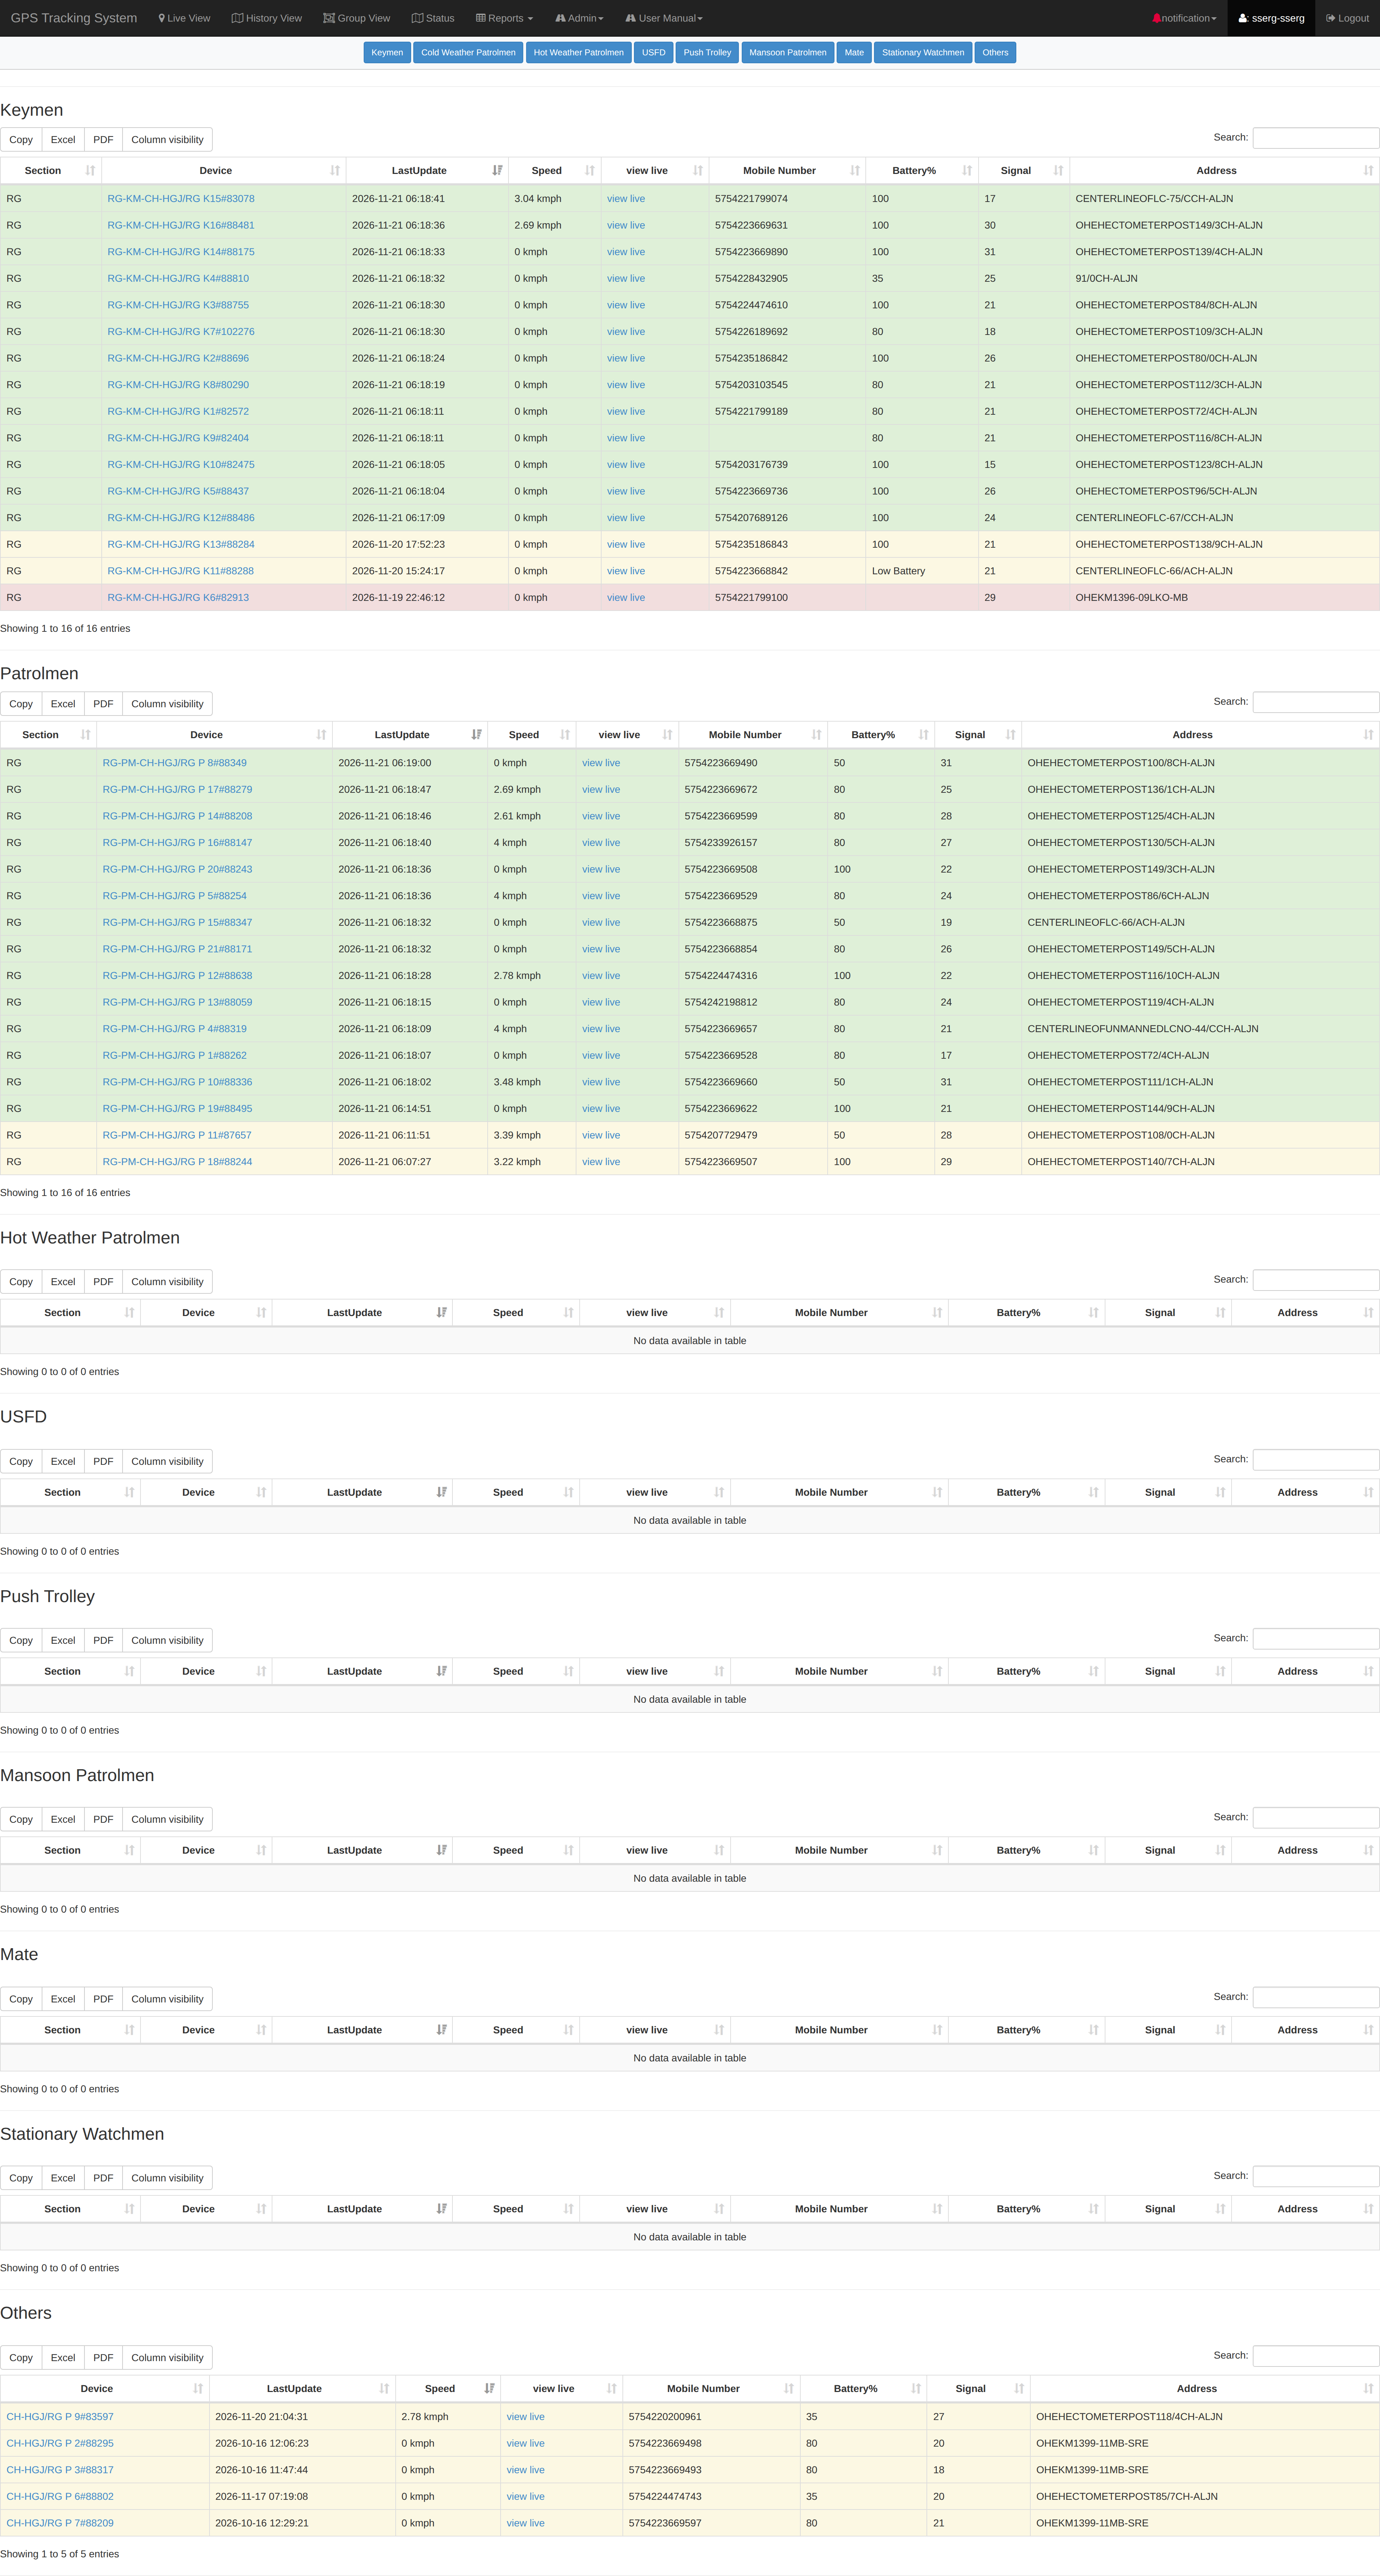 GPS Tracking System Live View History View Group View Status Reports Admin User Manual notification : sserg-sserg Logout
Keymen Cold Weather Patrolmen Hot Weather Patrolmen USFD Push Trolley Mansoon Patrolmen Mate Stationary Watchmen Others
Keymen
Copy Excel PDF Column visibility Search:
Section Device LastUpdate Speed view live Mobile Number Battery% Signal Address
RG RG-KM-CH-HGJ/RG K15#83078 2026-11-21 06:18:41 3.04 kmph view live 5754221799074 100 17 CENTERLINEOFLC-75/CCH-ALJN
RG RG-KM-CH-HGJ/RG K16#88481 2026-11-21 06:18:36 2.69 kmph view live 5754223669631 100 30 OHEHECTOMETERPOST149/3CH-ALJN
RG RG-KM-CH-HGJ/RG K14#88175 2026-11-21 06:18:33 0 kmph view live 5754223669890 100 31 OHEHECTOMETERPOST139/4CH-ALJN
RG RG-KM-CH-HGJ/RG K4#88810 2026-11-21 06:18:32 0 kmph view live 5754228432905 35 25 91/0CH-ALJN
RG RG-KM-CH-HGJ/RG K3#88755 2026-11-21 06:18:30 0 kmph view live 5754224474610 100 21 OHEHECTOMETERPOST84/8CH-ALJN
RG RG-KM-CH-HGJ/RG K7#102276 2026-11-21 06:18:30 0 kmph view live 5754226189692 80 18 OHEHECTOMETERPOST109/3CH-ALJN
RG RG-KM-CH-HGJ/RG K2#88696 2026-11-21 06:18:24 0 kmph view live 5754235186842 100 26 OHEHECTOMETERPOST80/0CH-ALJN
RG RG-KM-CH-HGJ/RG K8#80290 2026-11-21 06:18:19 0 kmph view live 5754203103545 80 21 OHEHECTOMETERPOST112/3CH-ALJN
RG RG-KM-CH-HGJ/RG K1#82572 2026-11-21 06:18:11 0 kmph view live 5754221799189 80 21 OHEHECTOMETERPOST72/4CH-ALJN
RG RG-KM-CH-HGJ/RG K9#82404 2026-11-21 06:18:11 0 kmph view live 80 21 OHEHECTOMETERPOST116/8CH-ALJN
RG RG-KM-CH-HGJ/RG K10#82475 2026-11-21 06:18:05 0 kmph view live 5754203176739 100 15 OHEHECTOMETERPOST123/8CH-ALJN
RG RG-KM-CH-HGJ/RG K5#88437 2026-11-21 06:18:04 0 kmph view live 5754223669736 100 26 OHEHECTOMETERPOST96/5CH-ALJN
RG RG-KM-CH-HGJ/RG K12#88486 2026-11-21 06:17:09 0 kmph view live 5754207689126 100 24 CENTERLINEOFLC-67/CCH-ALJN
RG RG-KM-CH-HGJ/RG K13#88284 2026-11-20 17:52:23 0 kmph view live 5754235186843 100 21 OHEHECTOMETERPOST138/9CH-ALJN
RG RG-KM-CH-HGJ/RG K11#88288 2026-11-20 15:24:17 0 kmph view live 5754223668842 Low Battery 21 CENTERLINEOFLC-66/ACH-ALJN
RG RG-KM-CH-HGJ/RG K6#82913 2026-11-19 22:46:12 0 kmph view live 5754221799100 29 OHEKM1396-09LKO-MB
Showing 1 to 16 of 16 entries
Patrolmen
Copy Excel PDF Column visibility Search:
Section Device LastUpdate Speed view live Mobile Number Battery% Signal Address
RG RG-PM-CH-HGJ/RG P 8#88349 2026-11-21 06:19:00 0 kmph view live 5754223669490 50 31 OHEHECTOMETERPOST100/8CH-ALJN
RG RG-PM-CH-HGJ/RG P 17#88279 2026-11-21 06:18:47 2.69 kmph view live 5754223669672 80 25 OHEHECTOMETERPOST136/1CH-ALJN
RG RG-PM-CH-HGJ/RG P 14#88208 2026-11-21 06:18:46 2.61 kmph view live 5754223669599 80 28 OHEHECTOMETERPOST125/4CH-ALJN
RG RG-PM-CH-HGJ/RG P 16#88147 2026-11-21 06:18:40 4 kmph view live 5754233926157 80 27 OHEHECTOMETERPOST130/5CH-ALJN
RG RG-PM-CH-HGJ/RG P 20#88243 2026-11-21 06:18:36 0 kmph view live 5754223669508 100 22 OHEHECTOMETERPOST149/3CH-ALJN
RG RG-PM-CH-HGJ/RG P 5#88254 2026-11-21 06:18:36 4 kmph view live 5754223669529 80 24 OHEHECTOMETERPOST86/6CH-ALJN
RG RG-PM-CH-HGJ/RG P 15#88347 2026-11-21 06:18:32 0 kmph view live 5754223668875 50 19 CENTERLINEOFLC-66/ACH-ALJN
RG RG-PM-CH-HGJ/RG P 21#88171 2026-11-21 06:18:32 0 kmph view live 5754223668854 80 26 OHEHECTOMETERPOST149/5CH-ALJN
RG RG-PM-CH-HGJ/RG P 12#88638 2026-11-21 06:18:28 2.78 kmph view live 5754224474316 100 22 OHEHECTOMETERPOST116/10CH-ALJN
RG RG-PM-CH-HGJ/RG P 13#88059 2026-11-21 06:18:15 0 kmph view live 5754242198812 80 24 OHEHECTOMETERPOST119/4CH-ALJN
RG RG-PM-CH-HGJ/RG P 4#88319 2026-11-21 06:18:09 4 kmph view live 5754223669657 80 21 CENTERLINEOFUNMANNEDLCNO-44/CCH-ALJN
RG RG-PM-CH-HGJ/RG P 1#88262 2026-11-21 06:18:07 0 kmph view live 5754223669528 80 17 OHEHECTOMETERPOST72/4CH-ALJN
RG RG-PM-CH-HGJ/RG P 10#88336 2026-11-21 06:18:02 3.48 kmph view live 5754223669660 50 31 OHEHECTOMETERPOST111/1CH-ALJN
RG RG-PM-CH-HGJ/RG P 19#88495 2026-11-21 06:14:51 0 kmph view live 5754223669622 100 21 OHEHECTOMETERPOST144/9CH-ALJN
RG RG-PM-CH-HGJ/RG P 11#87657 2026-11-21 06:11:51 3.39 kmph view live 5754207729479 50 28 OHEHECTOMETERPOST108/0CH-ALJN
RG RG-PM-CH-HGJ/RG P 18#88244 2026-11-21 06:07:27 3.22 kmph view live 5754223669507 100 29 OHEHECTOMETERPOST140/7CH-ALJN
Showing 1 to 16 of 16 entries
Hot Weather Patrolmen
Copy Excel PDF Column visibility Search:
Section Device LastUpdate Speed view live Mobile Number Battery% Signal Address
No data available in table
Showing 0 to 0 of 0 entries
USFD
Copy Excel PDF Column visibility Search:
Section Device LastUpdate Speed view live Mobile Number Battery% Signal Address
No data available in table
Showing 0 to 0 of 0 entries
Push Trolley
Copy Excel PDF Column visibility Search:
Section Device LastUpdate Speed view live Mobile Number Battery% Signal Address
No data available in table
Showing 0 to 0 of 0 entries
Mansoon Patrolmen
Copy Excel PDF Column visibility Search:
Section Device LastUpdate Speed view live Mobile Number Battery% Signal Address
No data available in table
Showing 0 to 0 of 0 entries
Mate
Copy Excel PDF Column visibility Search:
Section Device LastUpdate Speed view live Mobile Number Battery% Signal Address
No data available in table
Showing 0 to 0 of 0 entries
Stationary Watchmen
Copy Excel PDF Column visibility Search:
Section Device LastUpdate Speed view live Mobile Number Battery% Signal Address
No data available in table
Showing 0 to 0 of 0 entries
Others
Copy Excel PDF Column visibility Search:
Device LastUpdate Speed view live Mobile Number Battery% Signal Address
CH-HGJ/RG P 9#83597 2026-11-20 21:04:31 2.78 kmph view live 5754220200961 35 27 OHEHECTOMETERPOST118/4CH-ALJN
CH-HGJ/RG P 2#88295 2026-10-16 12:06:23 0 kmph view live 5754223669498 80 20 OHEKM1399-11MB-SRE
CH-HGJ/RG P 3#88317 2026-10-16 11:47:44 0 kmph view live 5754223669493 80 18 OHEKM1399-11MB-SRE
CH-HGJ/RG P 6#88802 2026-11-17 07:19:08 0 kmph view live 5754224474743 35 20 OHEHECTOMETERPOST85/7CH-ALJN
CH-HGJ/RG P 7#88209 2026-10-16 12:29:21 0 kmph view live 5754223669597 80 21 OHEKM1399-11MB-SRE
Showing 1 to 5 of 5 entries